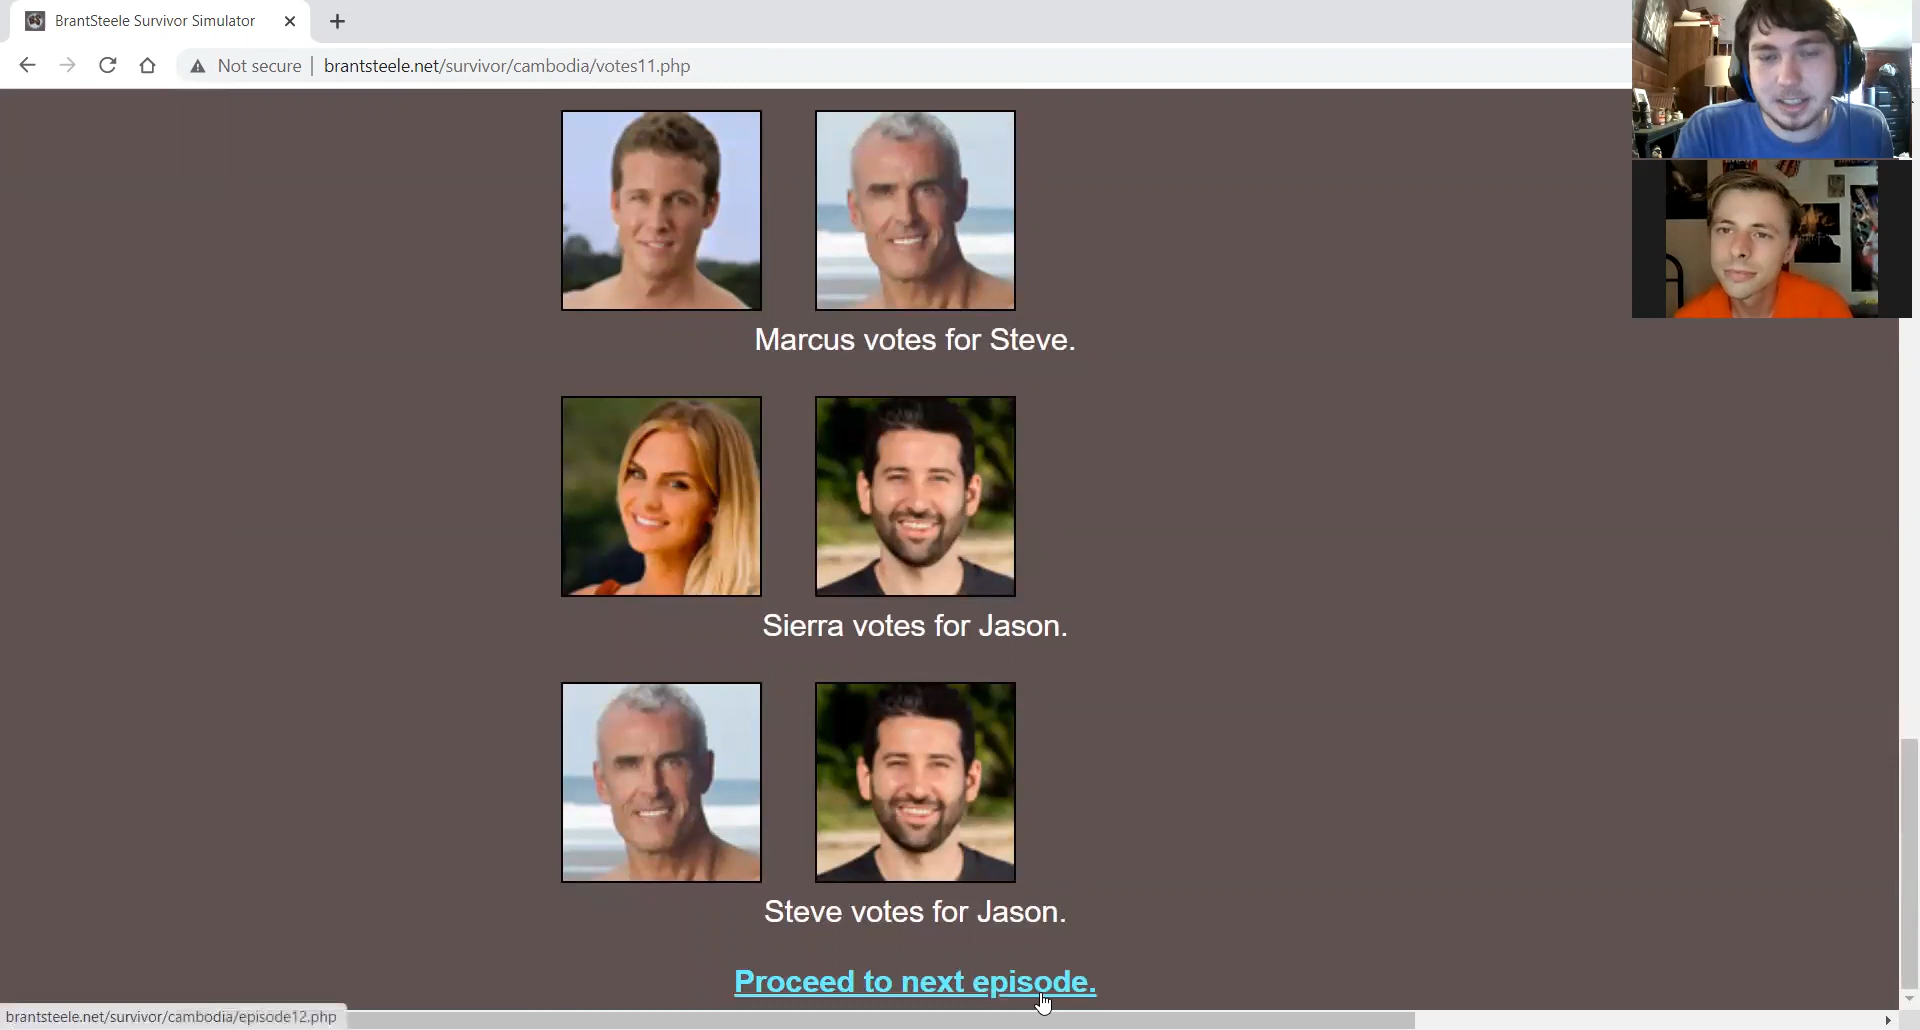 BrantSteele Survivor Simulator
Not secure | brantsteele.net/survivor/cambodia/votes11.php
Marcus votes for Steve.
Sierra votes for Jason.
Steve votes for Jason.
Proceed to next episode.
brantsteele.net/survivor/cambodia/episode12.php